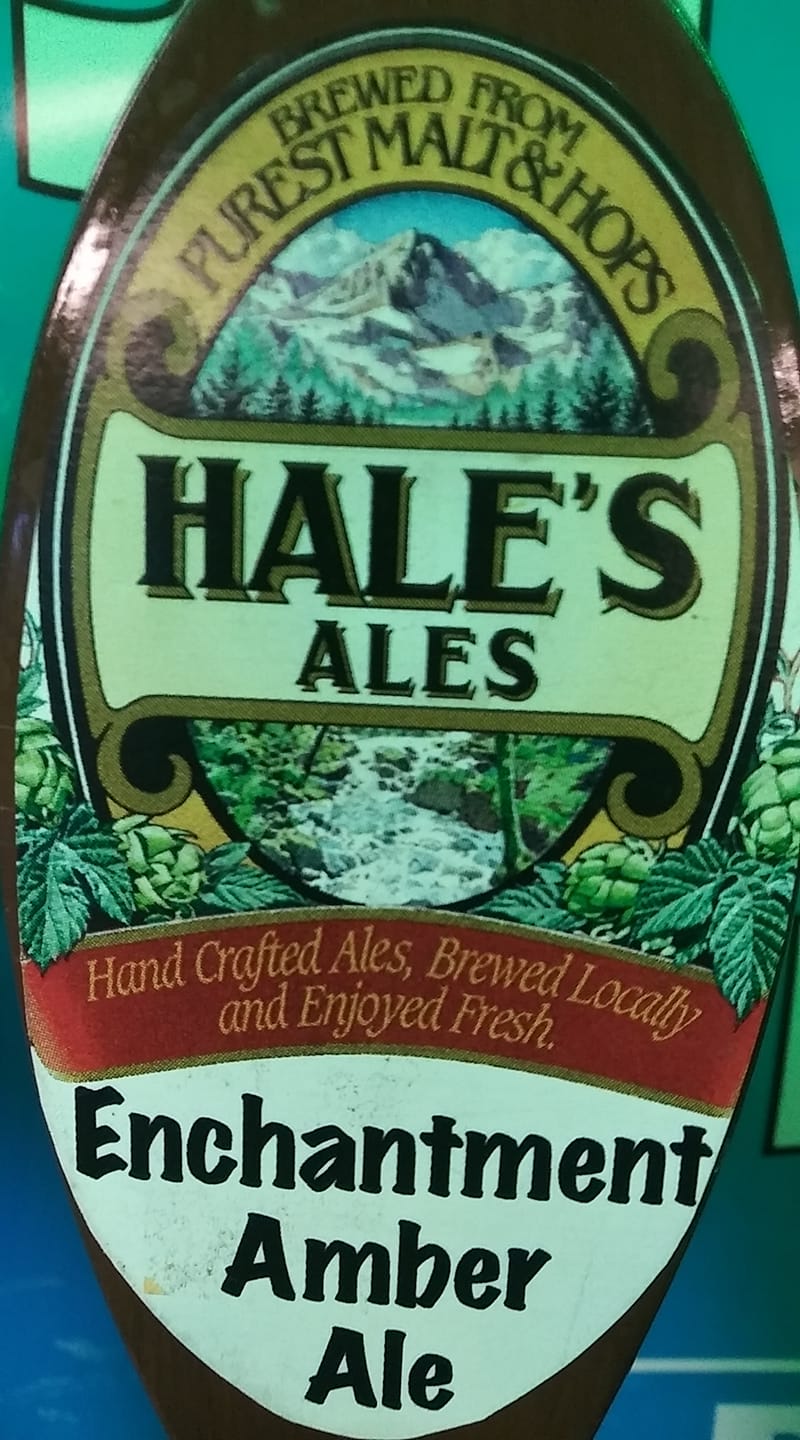 BREWED FROM
PUREST MALT & HOPS
HALE'S
ALES
Hand Crafted Ales, Brewed Locally
and Enjoyed Fresh.
Enchantment
Amber
Ale